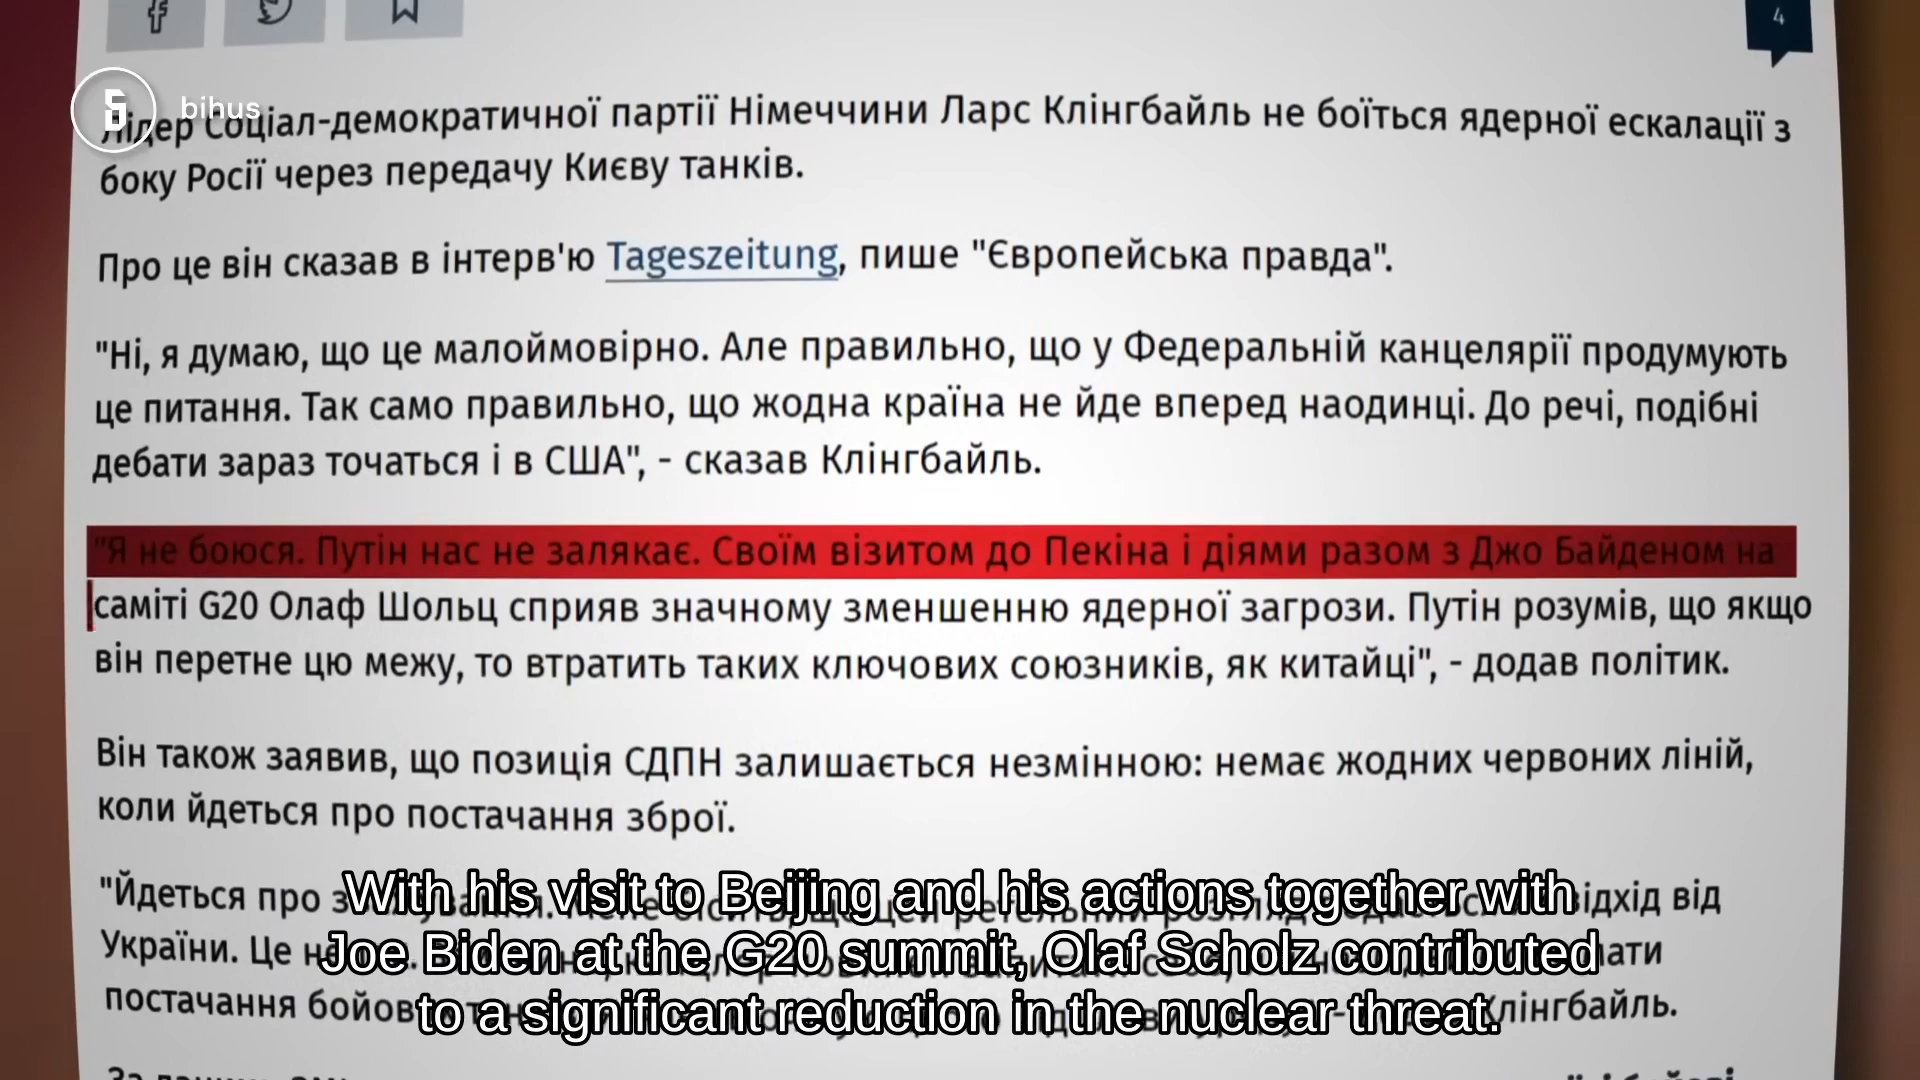 4
bihus
Лідер Соціал-демократичної партії Німеччини Ларс Клінгбайль не боїться ядерної ескалації з
боку Росії через передачу Києву танків.
Про це він сказав в інтерв'ю Tageszeitung, пише "Європейська правда".
"Ні, я думаю, що це малоймовірно. Але правильно, що у Федеральній канцелярії продумують
це питання. Так само правильно, що жодна країна не йде вперед наодинці. До речі, подібні
дебати зараз точаться і в США", - сказав Клінгбайль.
"Я не боюся. Путін нас не залякає. Своїм візитом до Пекіна і діями разом з Джо Байденом на
саміті G20 Олаф Шольц сприяв значному зменшенню ядерної загрози. Путін розумів, що якщо
він перетне цю межу, то втратить таких ключових союзників, як китайці", - додав політик.
Він також заявив, що позиція СДПН залишається незмінною: немає жодних червоних ліній,
коли йдеться про постачання зброї.
"Йдеться про відхід від
України. Це
постачання Клінгбайль.
With his visit to Beijing and his actions together with
Joe Biden at the G20 summit, Olaf Scholz contributed
to a significant reduction in the nuclear threat.